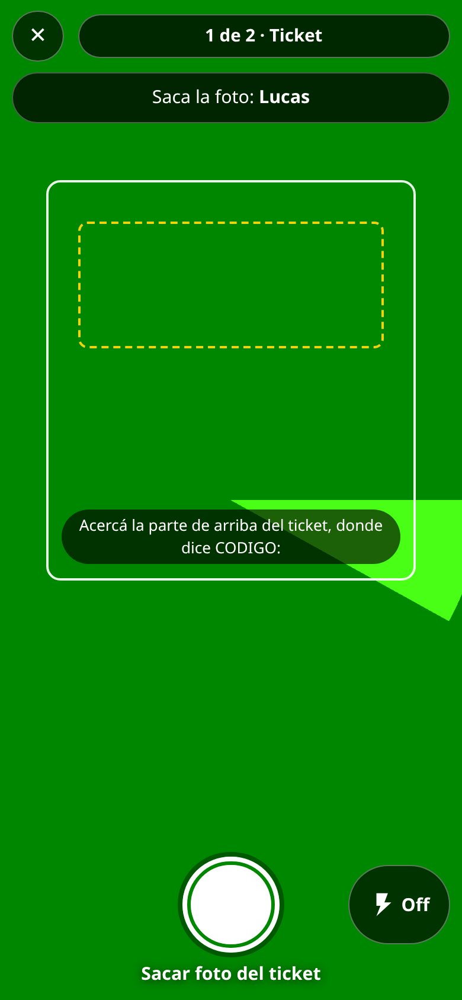 ✕
1 de 2 · Ticket
Saca la foto: Lucas
Acercá la parte de arriba del ticket, donde
dice CODIGO:
Off
Sacar foto del ticket